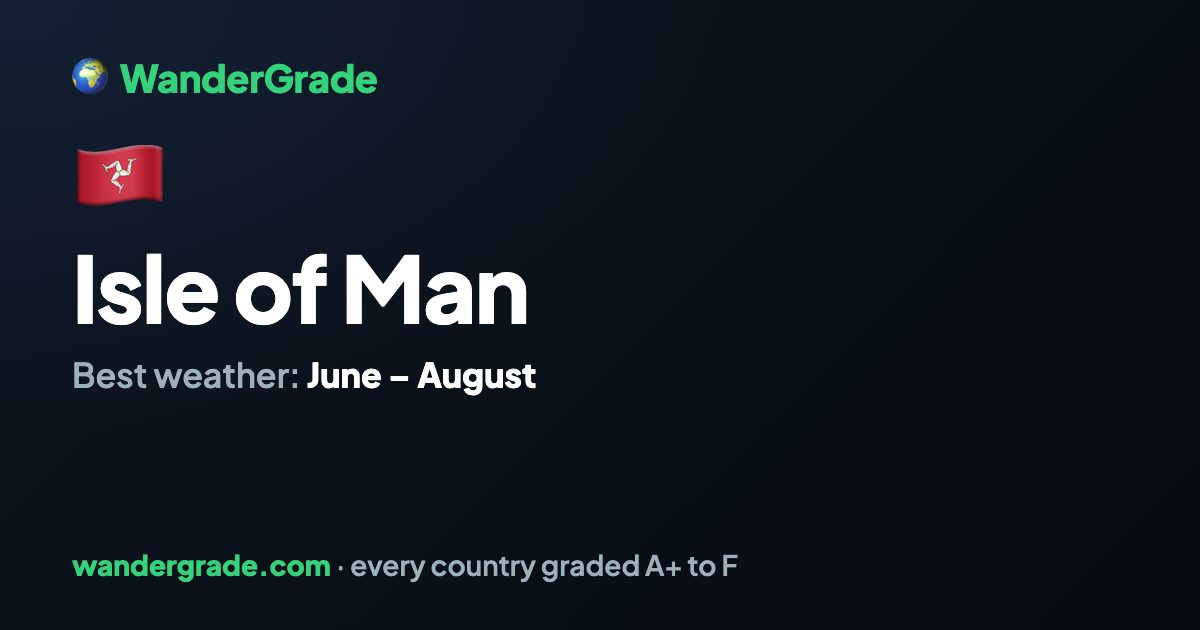 WanderGrade
Isle of Man
Best weather: June – August
wandergrade.com · every country graded A+ to F